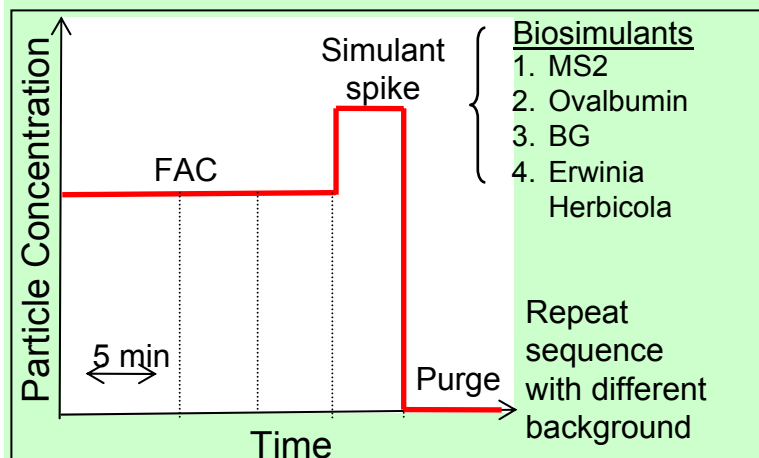 Particle Concentration
FAC
Simulant
spike
5 min
Purge
Time
Biosimulants
1. MS2
2. Ovalbumin
3. BG
4. Erwinia
Herbicola
Repeat
sequence
with different
background